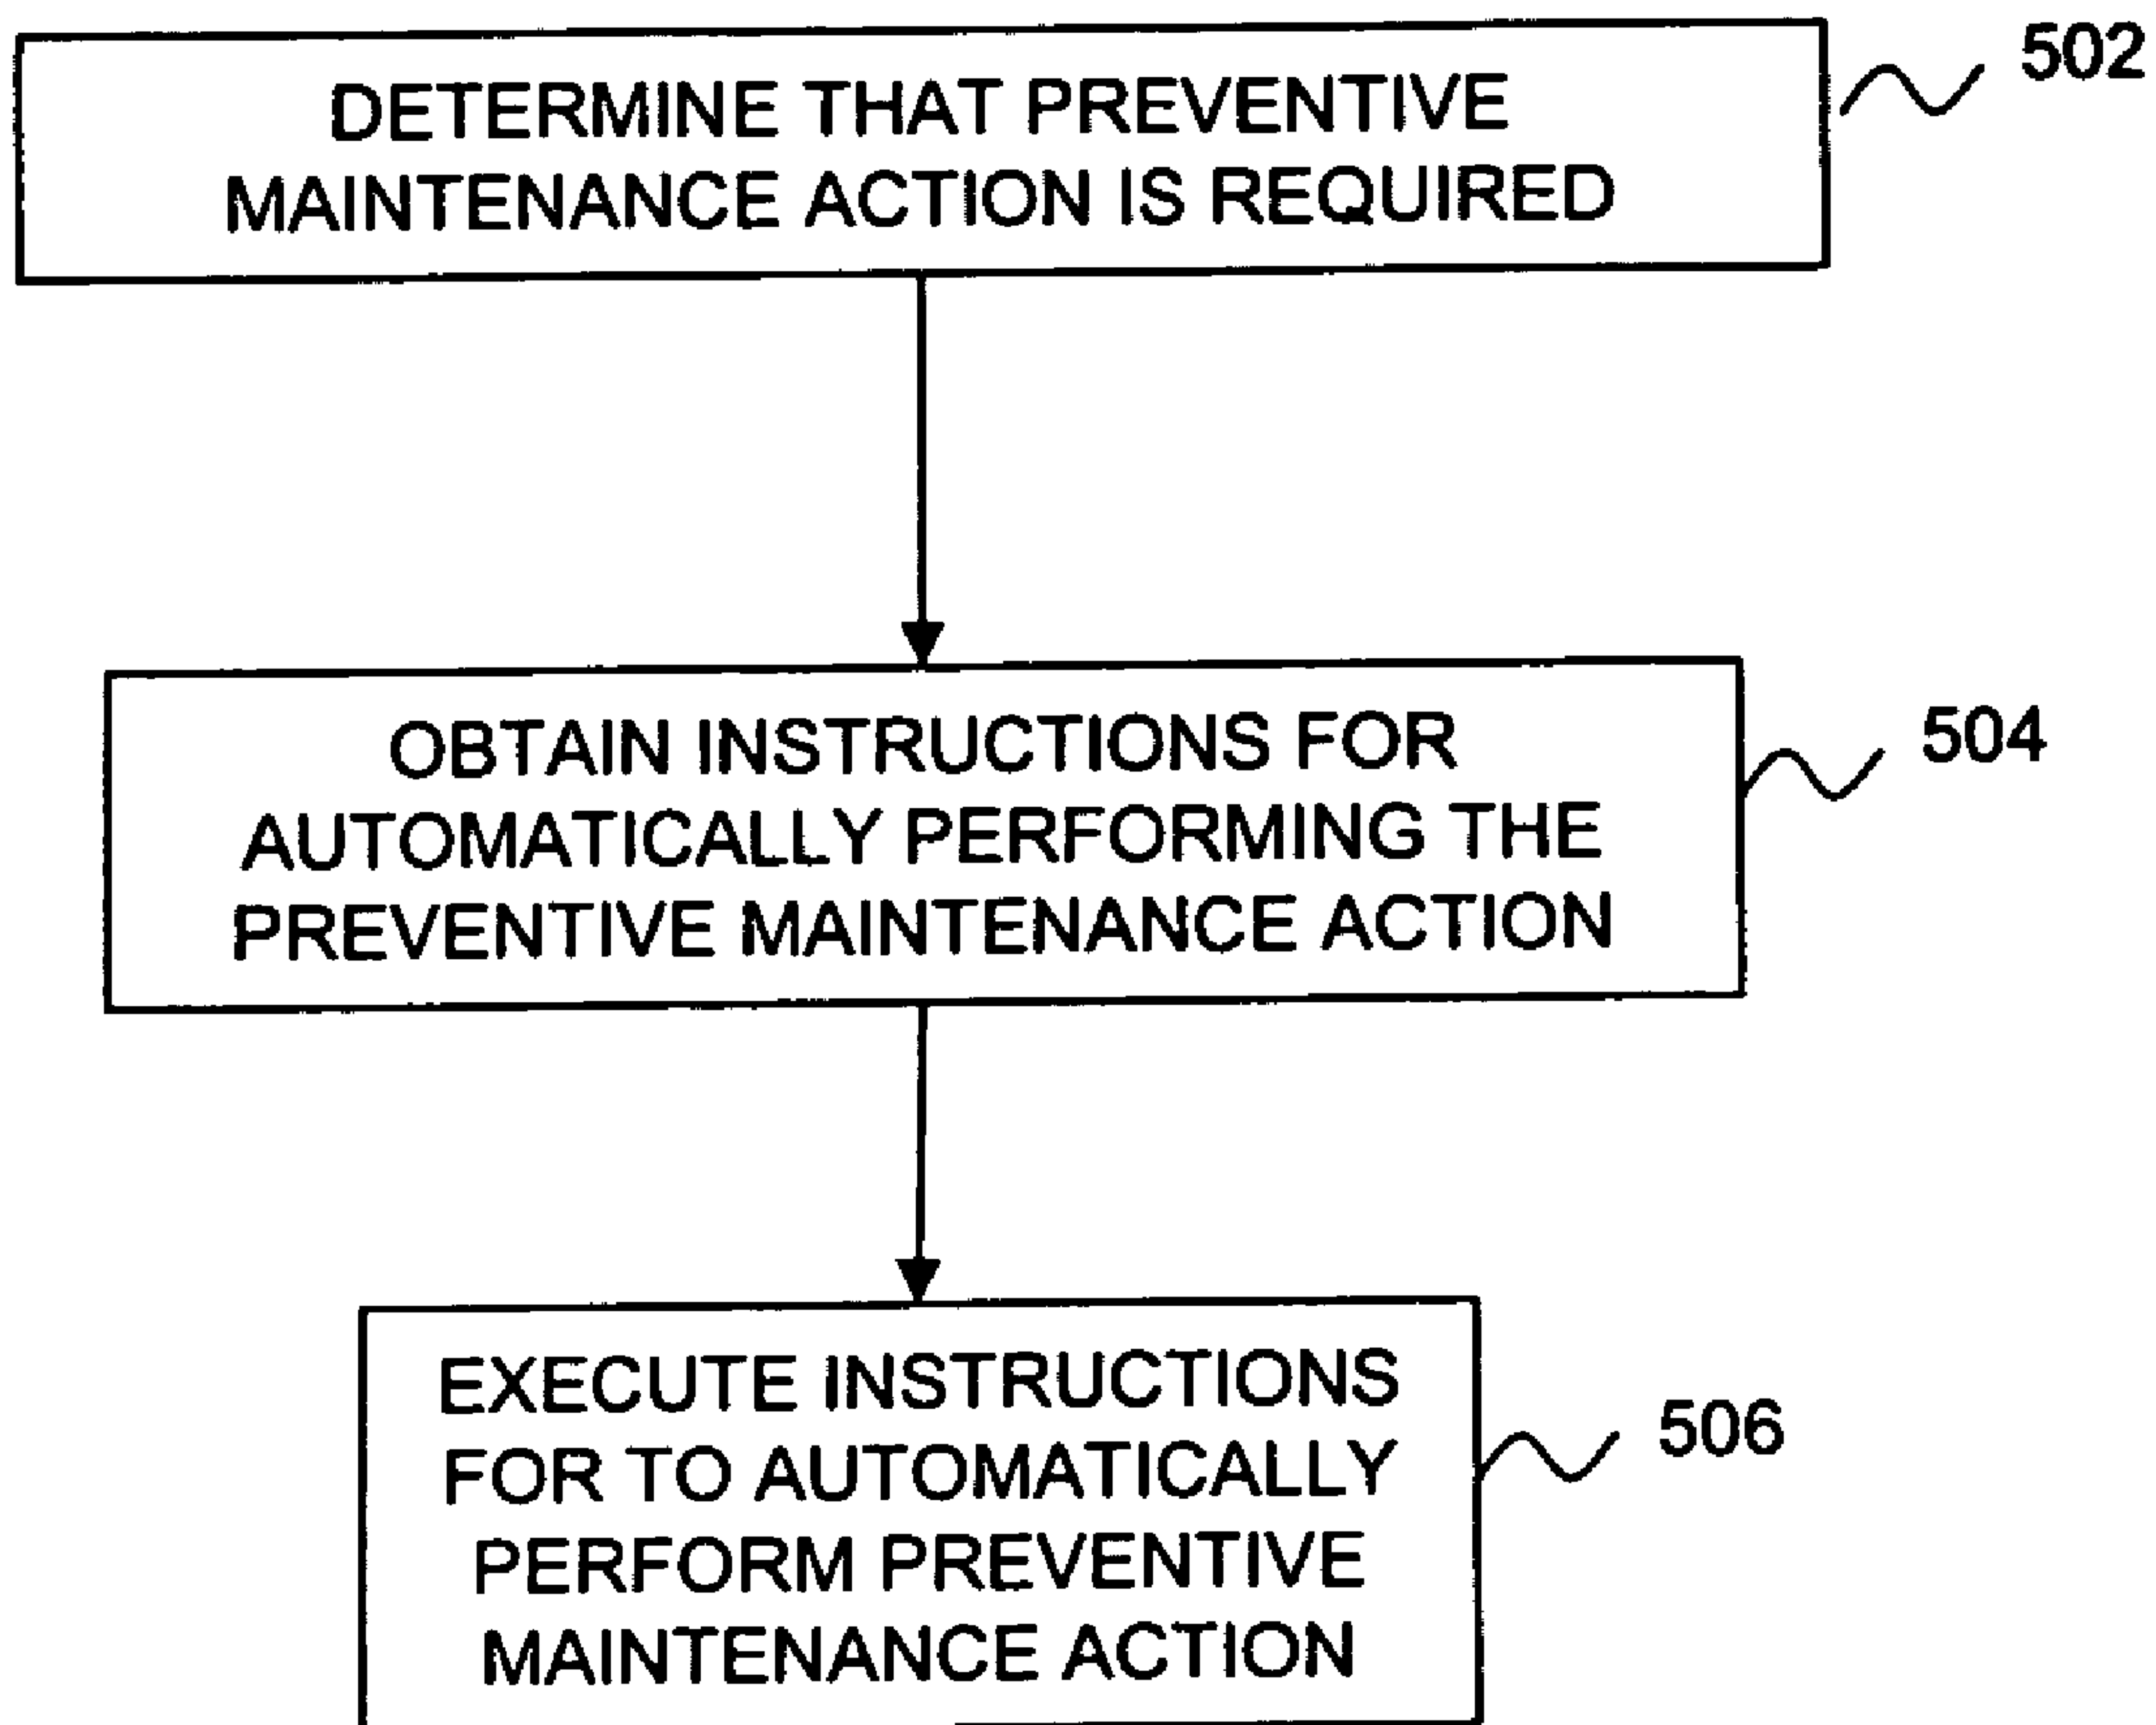 502
DETERMINE THAT PREVENTIVE
MAINTENANCE ACTION IS REQUIRED
504
OBTAIN INSTRUCTIONS FOR
AUTOMATICALLY PERFORMING THE
PREVENTIVE MAINTENANCE ACTION
EXECUTE INSTRUCTIONS
506
FOR TO AUTOMATICALLY
PERFORM PREVENTIVE
MAINTENANCE ACTION